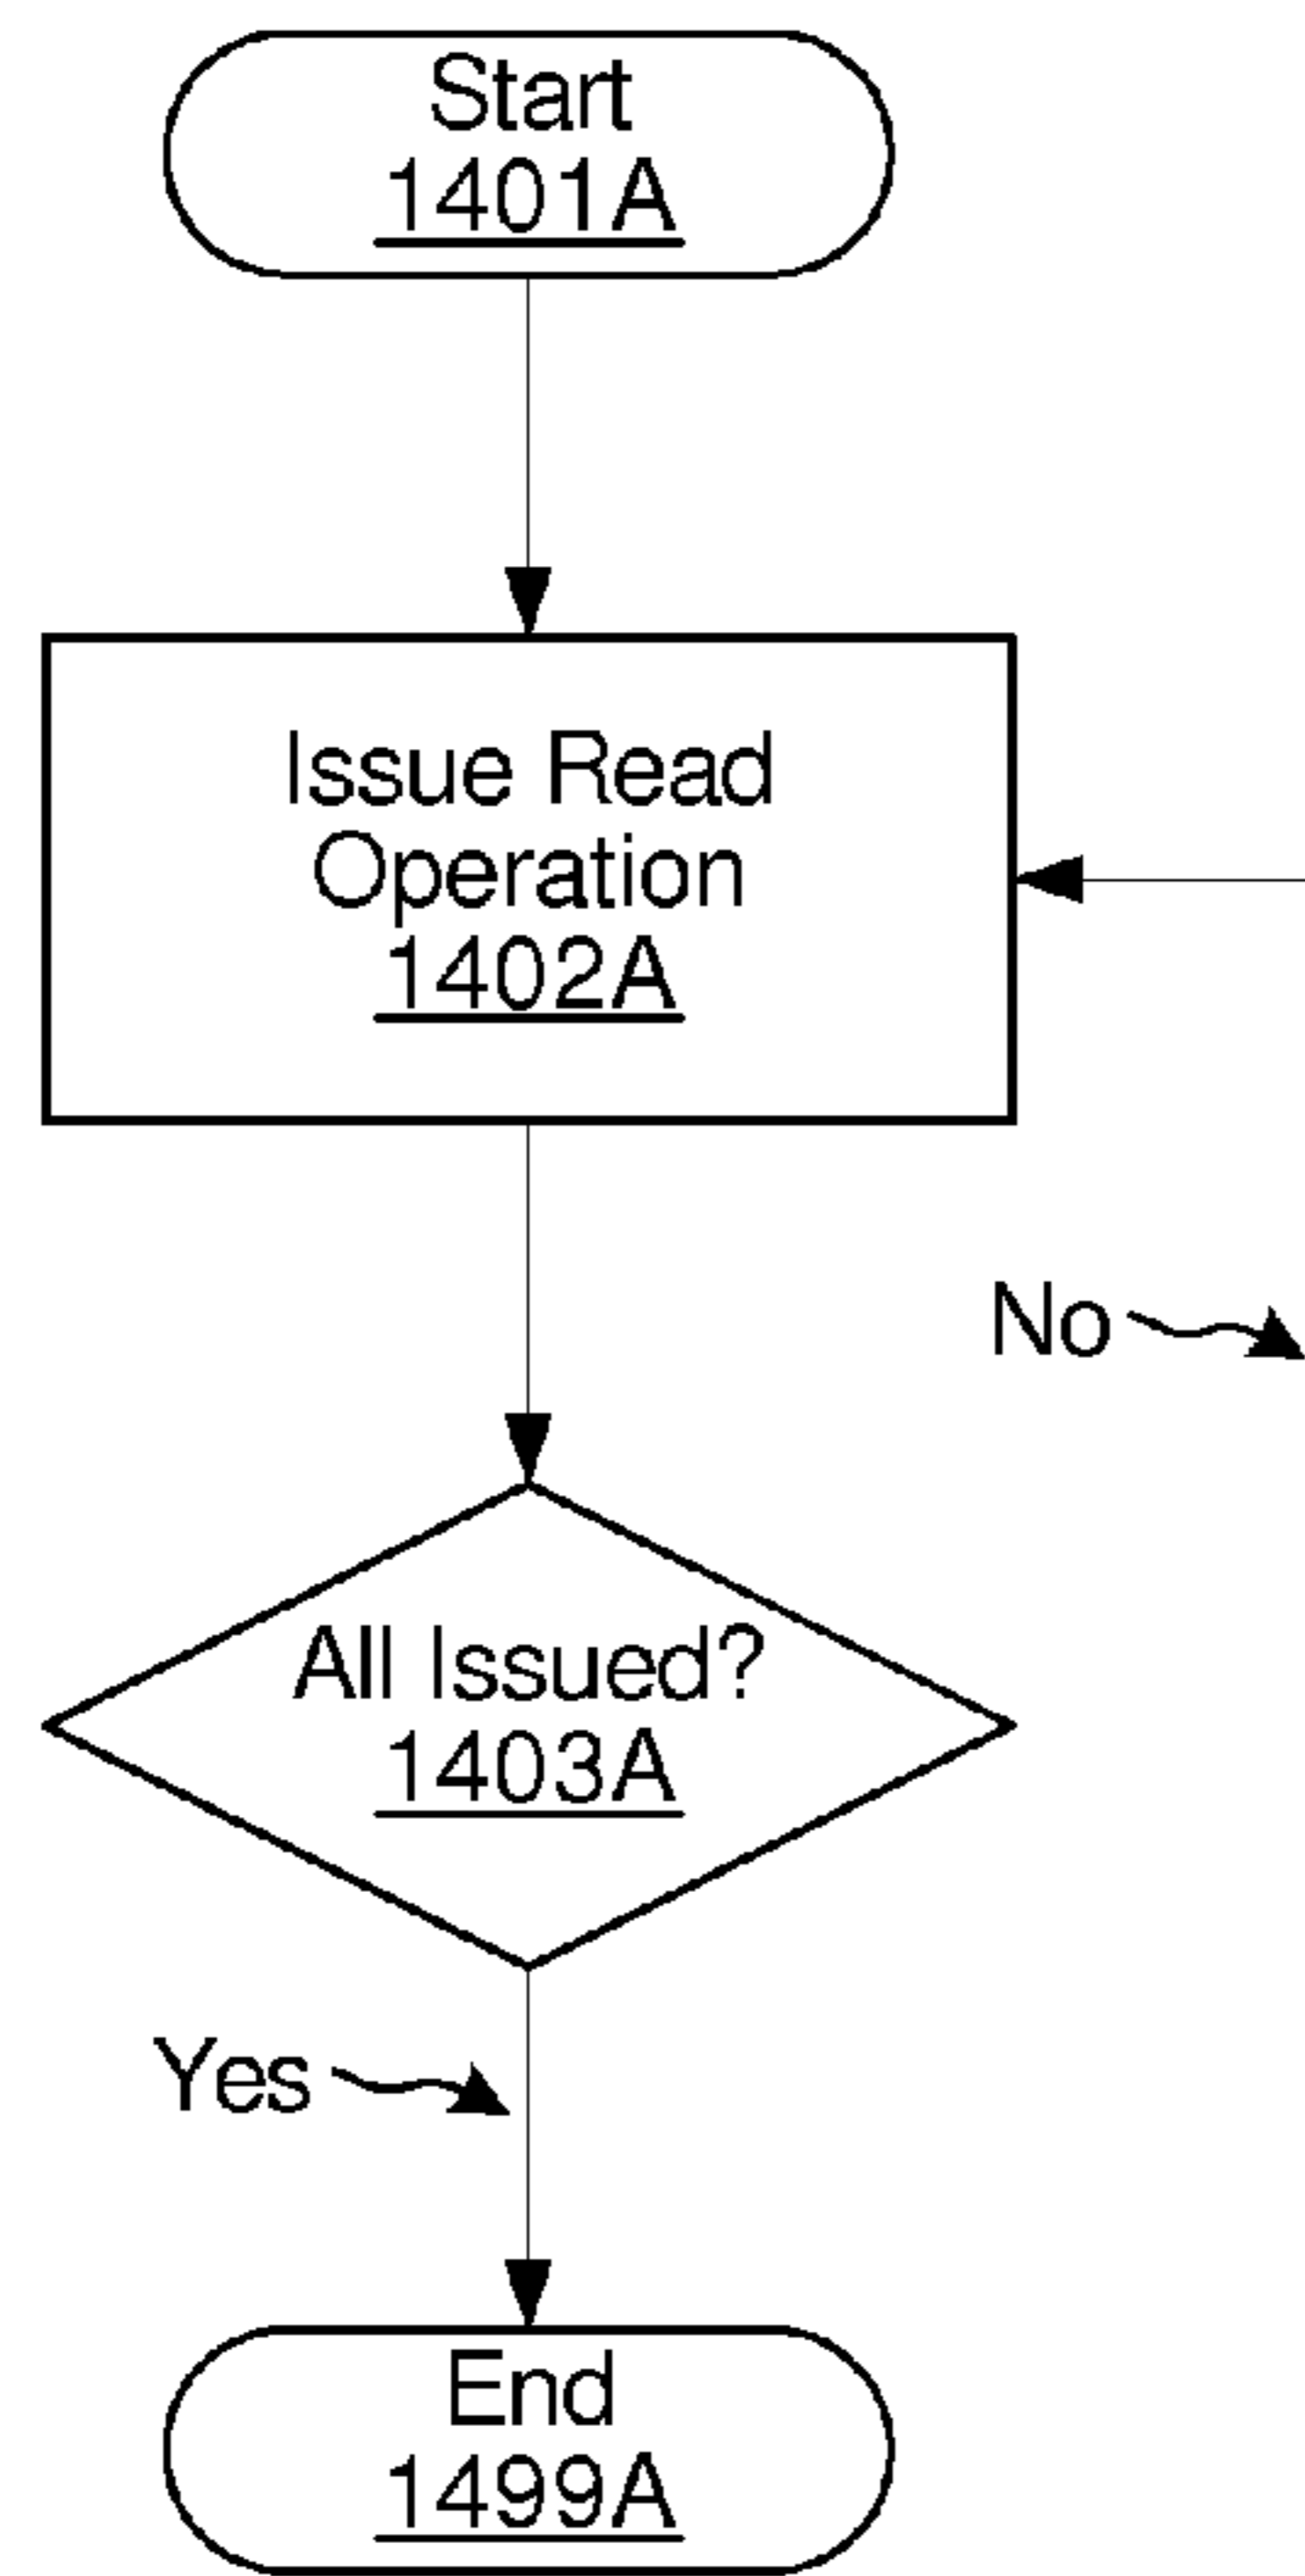 Start
1401A
Issue Read
Operation
1402A
No
All Issued?
1403A
Yes
End
1499A